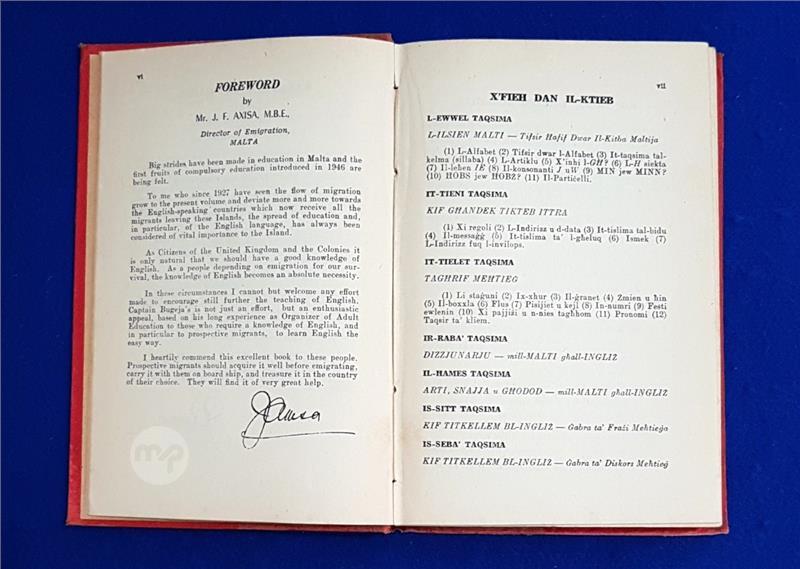 vi
FOREWORD
by
Mr. J. F. AXISA, M.B.E.,
Director of Emigration,
MALTA
Big strides have been made in education in Malta and the
first fruits of compulsory education introduced in 1946 are
being felt.
To me who since 1927 have seen the flow of migration
grow to the present volume and deviate more and more towards
the English-speaking countries which now receive all the
migrants leaving these Islands, the spread of education and,
in particular, of the English language, has always been
considered of vital importance to the Island.
As Citizens of the United Kingdom and the Colonies it
is only natural that we should have a good knowledge of
English. As a people depending on emigration for our sur-
vival, the knowledge of English becomes an absolute necessity.
In these circumstances I cannot but welcome any effort
made to encourage still further the teaching of English.
Captain Bugeja's is not just an effort, but an enthusiastic
appeal, based on his long experience as Organizer of Adult
Education to these who require a knowledge of English, and
in particular to prospective migrants, to learn English the
easy way.
I heartily commend this excellent book to these people.
Prospective migrants should acquire it well before emigrating,
carry it with them on board ship, and treasure it in the country
of their choice. They will find it of very great help.
JAxisa
mp
vii
X'FIEH DAN IL-KTIEB
L-EWWEL TAQSIMA
L-ILSIEN MALTI — Tifsir Ħafif Dwar Il-Kitba Maltija
(1) L-Alfabet (2) Tifsir dwar l-Alfabet (3) It-taqsima tal-
kelma (sillaba) (4) L-Artiklu (5) X'inhi l-GĦ? (6) L-H siekta
(7) Il-leħen IE (8) Il-konsonanti J u W (9) MIN jew MINN?
(10) ĦOBS jew ĦOBŻ? (11) Il-Partiċelli.
IT-TIENI TAQSIMA
KIF GĦANDEK TIKTEB ITTRA
(1) Xi regoli (2) L-Indirizz u d-data (3) It-tislima tal-bidu
(4) Il-messaġġ (5) It-tislima ta' l-għeluq (6) Ismek (7)
L-Indirizz fuq l-invilops.
IT-TIELET TAQSIMA
TAGĦRIF MEĦTIEĠ
(1) Li staġuni (2) Ix-xhur (3) Il-ġranet (4) Żmien u ħin
(5) Il-boxxla (6) Flus (7) Piżijiet u kejl (8) In-numri (9) Festi
ewlenin (10) Xi pajjiżi u n-nies tagħhom (11) Pronomi (12)
Taqsir ta' kliem.
IR-RABA' TAQSIMA
DIZZJUNARJU — mill-MALTI għall-INGLIŻ
IL-ĦAMES TAQSIMA
ARTI, SNAJJA u GĦODOD — mill-MALTI għall-INGLIŻ
IS-SITT TAQSIMA
KIF TITKELLEM BL-INGLIŻ — Ġabra ta' Frażi Meħtieġa
IS-SEBA' TAQSIMA
KIF TITKELLEM BL-INGLIŻ — Ġabra ta' Diskors Meħtieġ